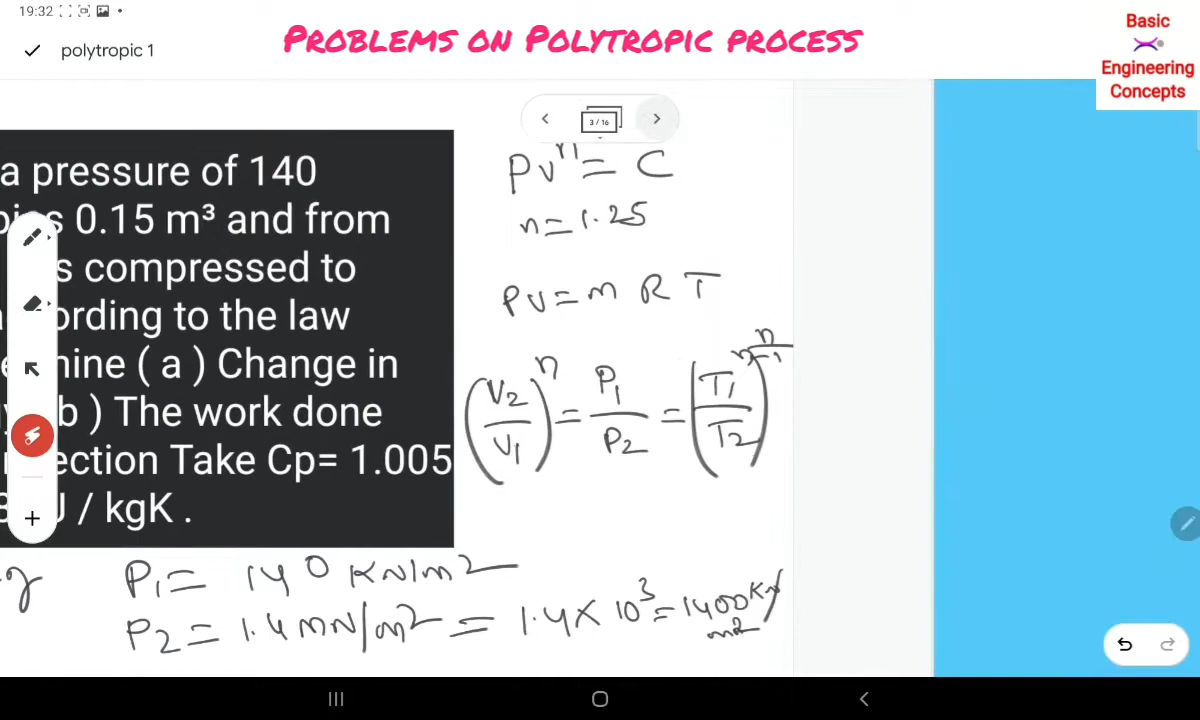 19:32
polytropic 1
PROBLEMS ON POLYTROPIC PROCESS
Basic
Engineering
Concepts
3 / 16
a pressure of 140
0.15 m³ and from
s compressed to
ording to the law
mine ( a ) Change in
b ) The work done
ection Take Cp= 1.005
J / kgK .
PVⁿ = C
n = 1.25
PV = m R T
(V2/V1)ⁿ = P1/P2 = (T1/T2)^(n/(n-1))
P1 = 140 KN/m2
P2 = 1.4 MN/m2 = 1.4 X 10³ = 1400 KN/m2